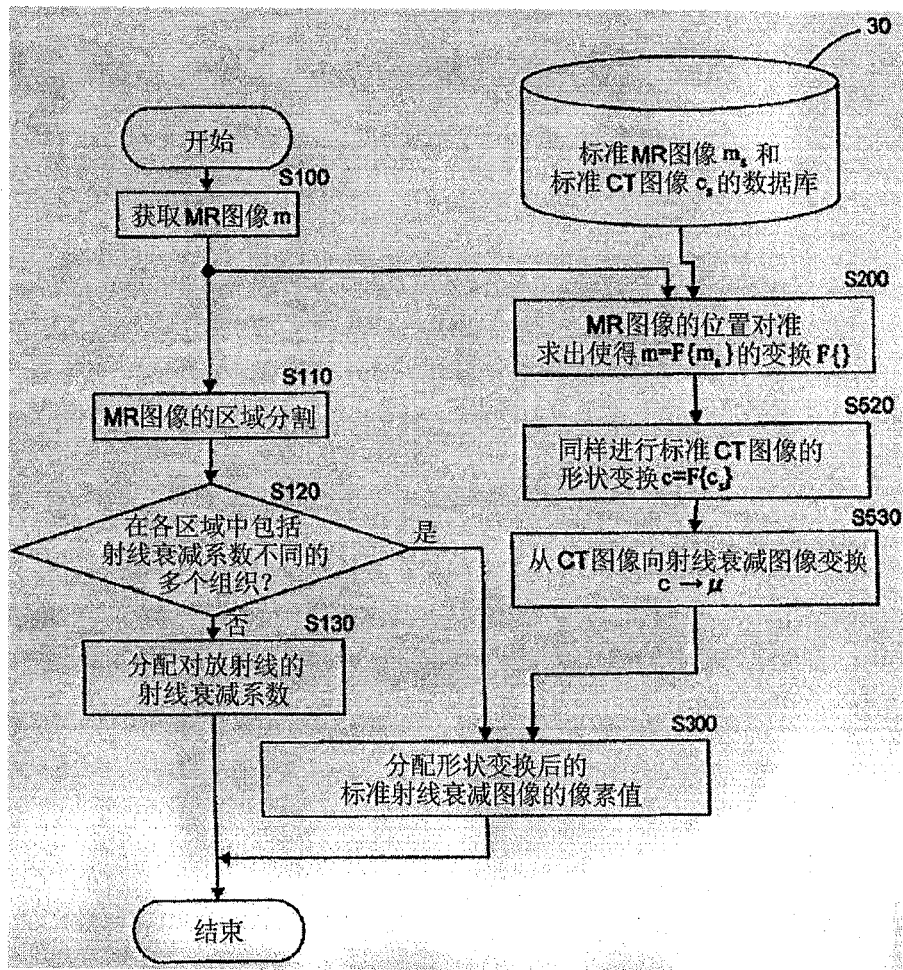 30
开始
标准MR图像 mₛ 和
标准CT图像 cₛ 的数据库
S100
获取MR图像 m
S200
MR图像的位置对准
求出使得 m=F{mₛ}的变换 F{}
S110
MR图像的区域分割
S520
同样进行标准CT图像的
形状变换 c=F{cₛ}
S120
在各区域中包括
射线衰减系数不同的
多个组织？
是
否
S530
从CT图像向射线衰减图像变换
c → μ
S130
分配对放射线的
射线衰减系数
S300
分配形状变换后的
标准射线衰减图像的像素值
结束